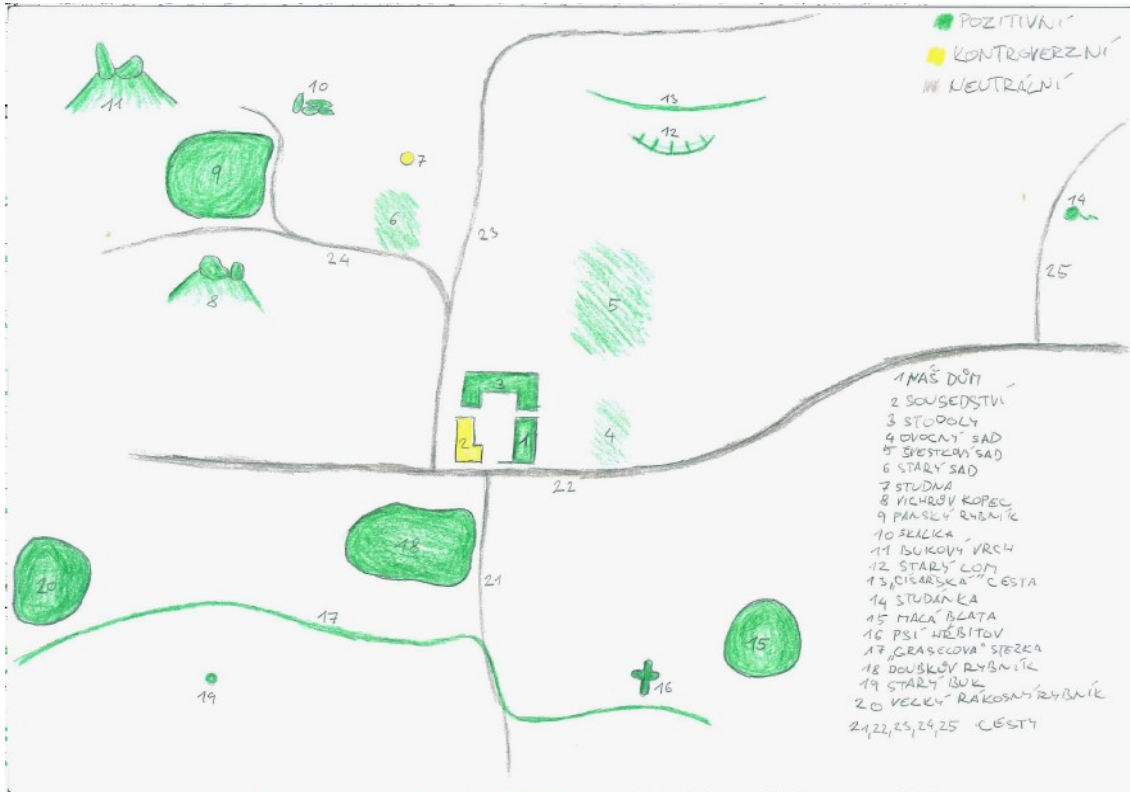 POZITIVNÍ
KONTROVERZNÍ
NEUTRÁLNÍ
10
11
13
12
7
9
14
6
23
24
25
8
5
3
2
1
4
22
18
20
21
17
15
16
19
1 NAŠ DŮM
2 SOUSEDSTVÍ
3 STODOLY
4 OVOCNÝ SAD
5 ŠVESTKOVÝ SAD
6 STARÝ SAD
7 STUDNA
8 VICHRŮV KOPEC
9 PANSKÝ RYBNÍK
10 SKALKA
11 BUKOVÝ VRCH
12 STARÝ LOM
13 „CÍSAŘSKÁ" CESTA
14 STUDÁNKA
15 MALÁ BLATA
16 PSÍ HŘBITOV
17 „GRASELOVA" STEZKA
18 DOUBKŮV RYBNÍK
19 STARÝ BUK
20 VELKÝ RÁKOSNÝ RYBNÍK
21,22,23,24,25 CESTY